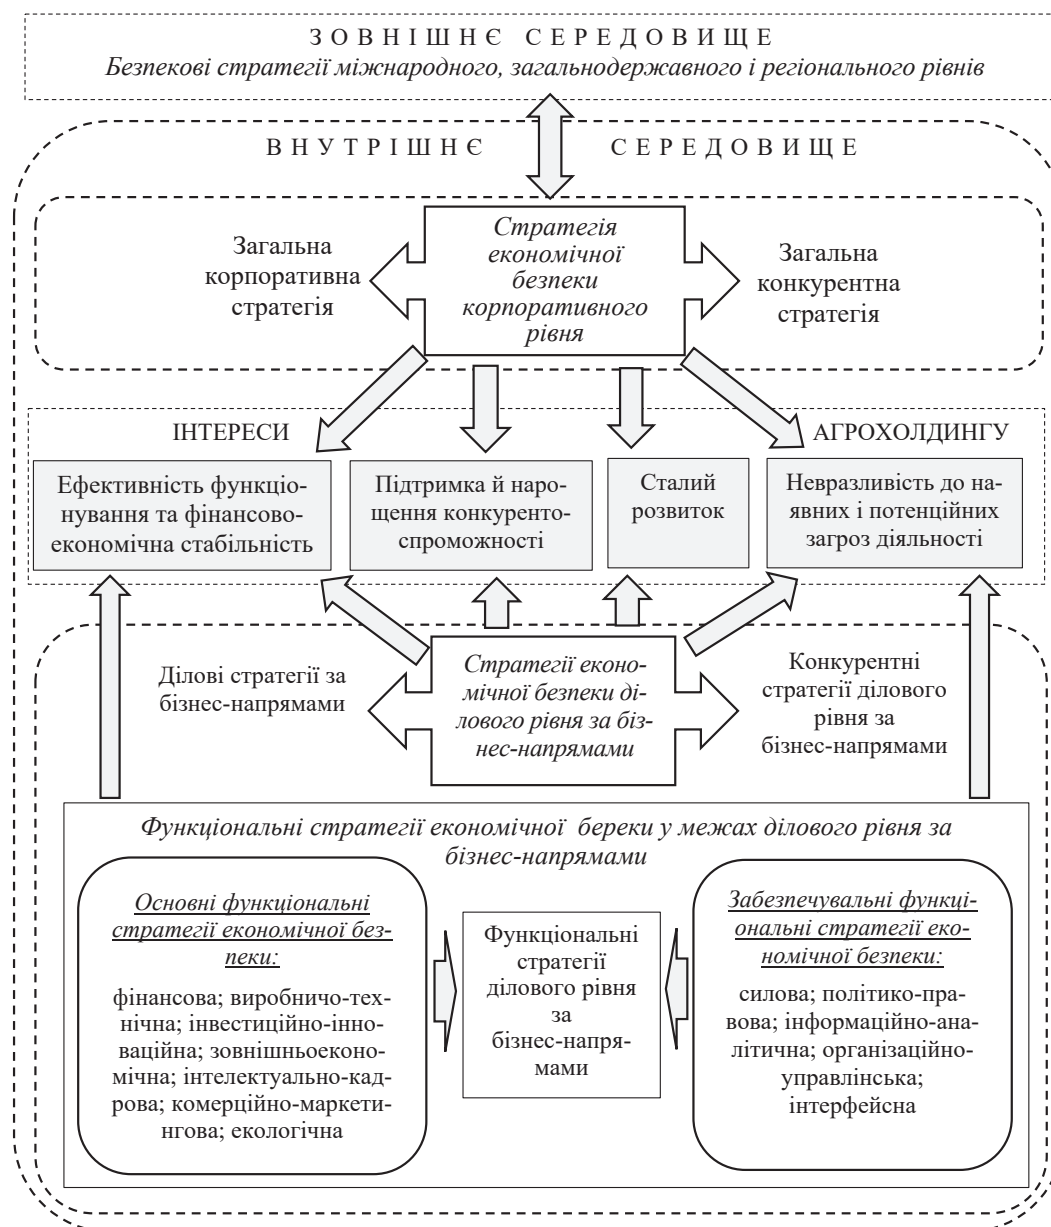 ЗОВНІШНЄ СЕРЕДОВИЩЕ
Безпекові стратегії міжнародного, загальнодержавного і регіонального рівнів
ВНУТРІШНЄ СЕРЕДОВИЩЕ
Загальна
корпоративна
стратегія
Стратегія
економічної
безпеки
корпоративного
рівня
Загальна
конкурентна
стратегія
ІНТЕРЕСИ АГРОХОЛДИНГУ
Ефективність функціо-
нування та фінансово-
економічна стабільність
Підтримка й наро-
щення конкуренто-
спроможності
Сталий
розвиток
Невразливість до на-
явних і потенційних
загроз діяльності
Ділові стратегії за
бізнес-напрямами
Стратегії еконо-
мічної безпеки ді-
лового рівня за біз-
нес-напрямами
Конкурентні
стратегії ділового
рівня за
бізнес-напрямами
Функціональні стратегії економічної береки у межах ділового рівня за
бізнес-напрямами
Основні функціональні
стратегії економічної без-
пеки:
фінансова; виробничо-тех-
нічна; інвестиційно-інно-
ваційна; зовнішньоеконо-
мічна; інтелектуально-кад-
рова; комерційно-маркети-
нгова; екологічна
Функціональні
стратегії
ділового рівня
за
бізнес-напря-
мами
Забезпечувальні функці-
ональні стратегії еко-
номічної безпеки:
силова; політико-пра-
вова; інформаційно-ана-
літична; організаційно-
управлінська;
інтерфейсна